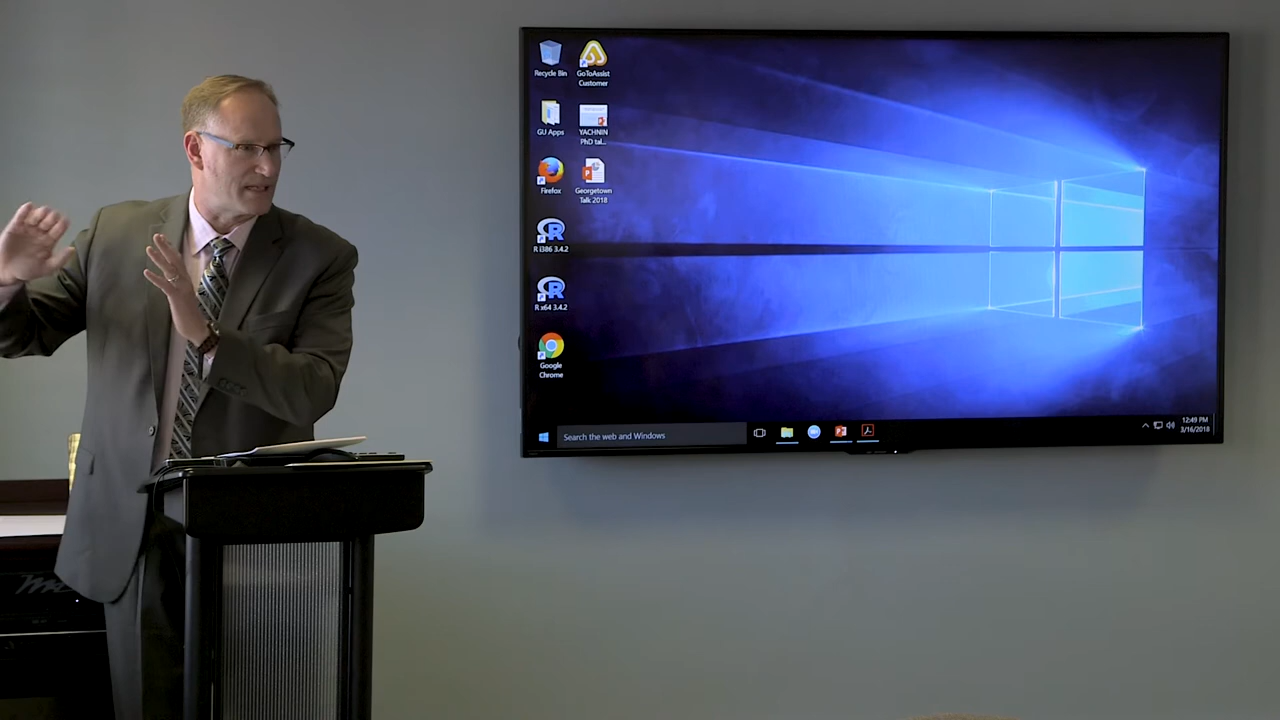 Recycle Bin
GoToAssist
Customer
GU Apps
YACHNIN
PhD tal...
Firefox
Georgetown
Talk 2018
R i386 3.4.2
R x64 3.4.2
Google
Chrome
Search the web and Windows
12:49 PM
3/16/2018